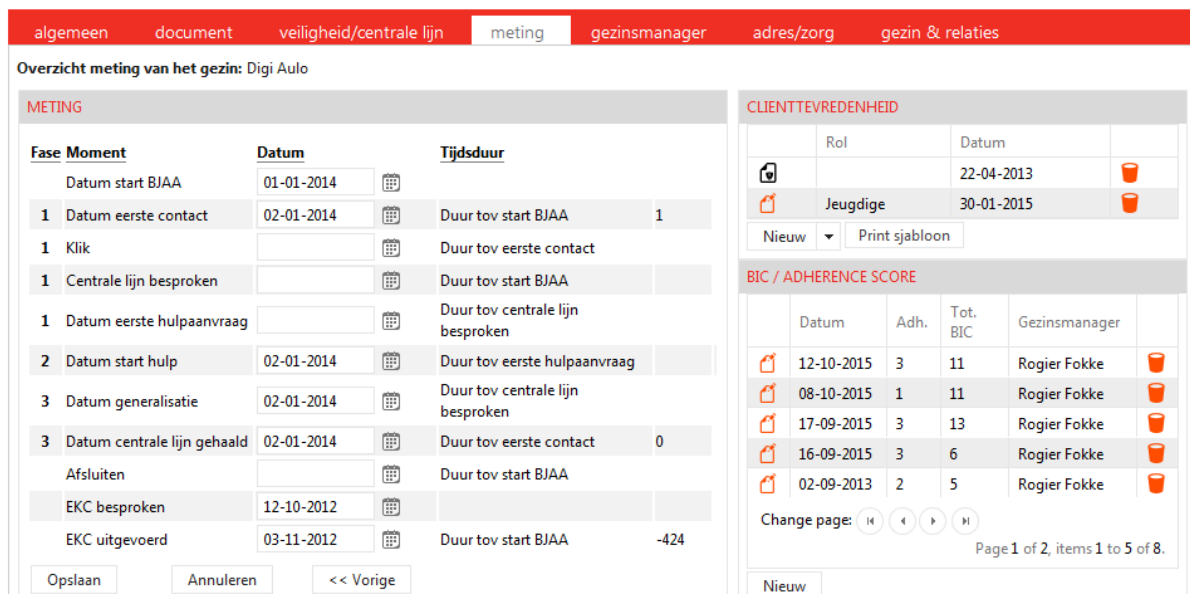 algemeen document veiligheid/centrale lijn meting gezinsmanager adres/zorg gezin & relaties
Overzicht meting van het gezin: Digi Aulo
METING
Fase Moment Datum Tijdsduur
Datum start BJAA 01-01-2014
1 Datum eerste contact 02-01-2014 Duur tov start BJAA 1
1 Klik Duur tov eerste contact
1 Centrale lijn besproken Duur tov start BJAA
1 Datum eerste hulpaanvraag Duur tov centrale lijn
besproken
2 Datum start hulp 02-01-2014 Duur tov eerste hulpaanvraag
3 Datum generalisatie 02-01-2014 Duur tov centrale lijn
besproken
3 Datum centrale lijn gehaald 02-01-2014 Duur tov eerste contact 0
Afsluiten Duur tov start BJAA
EKC besproken 12-10-2012
EKC uitgevoerd 03-11-2012 Duur tov start BJAA -424
Opslaan Annuleren << Vorige
CLIENTTEVREDENHEID
Rol Datum
22-04-2013
Jeugdige 30-01-2015
Nieuw Print sjabloon
BIC / ADHERENCE SCORE
Datum Adh. Tot.
BIC Gezinsmanager
12-10-2015 3 11 Rogier Fokke
08-10-2015 1 11 Rogier Fokke
17-09-2015 3 13 Rogier Fokke
16-09-2015 3 6 Rogier Fokke
02-09-2013 2 5 Rogier Fokke
Change page:
Page 1 of 2, items 1 to 5 of 8.
Nieuw